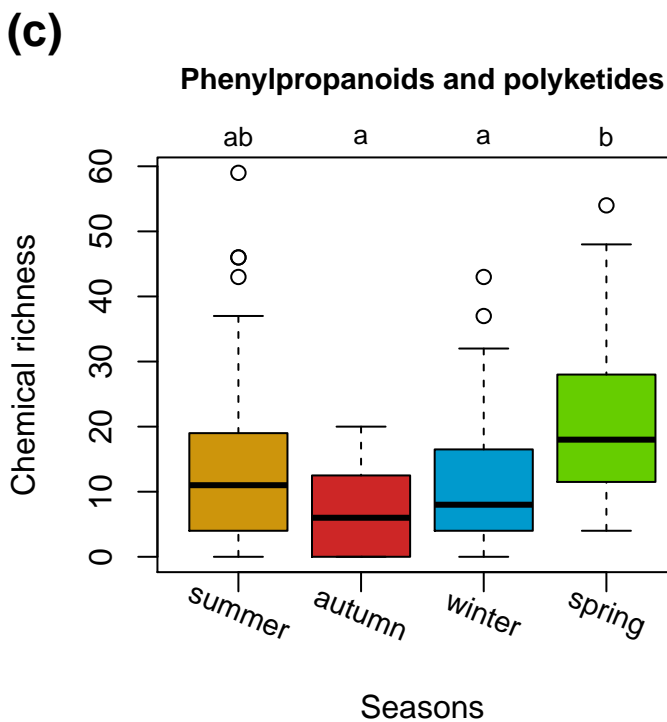 (c)
Phenylpropanoids and polyketides
ab a a b
60
50
40
30
20
10
0
Chemical richness
summer autumn winter spring
Seasons